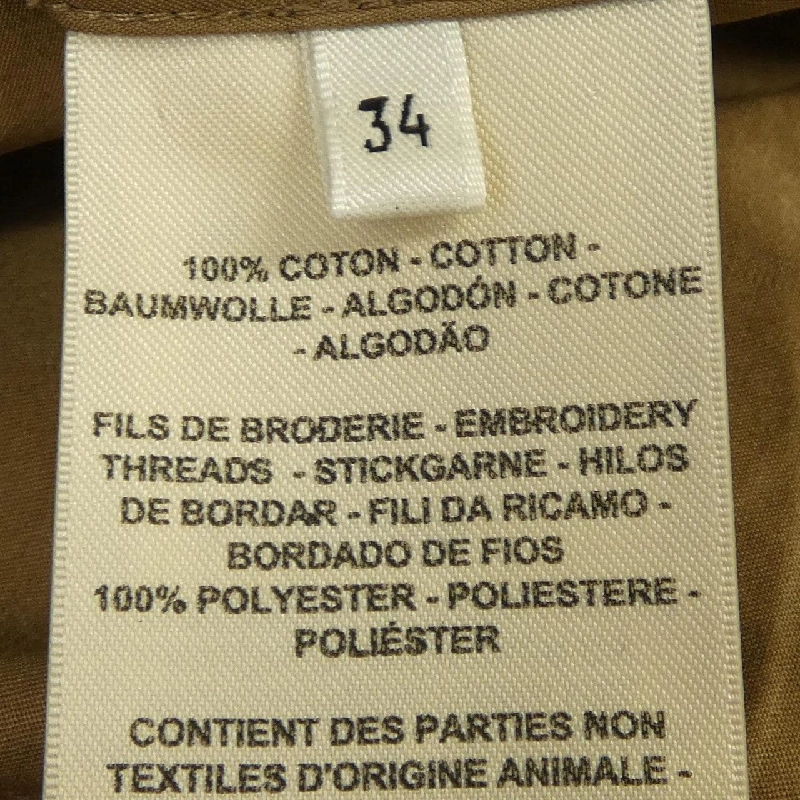 34
100% COTON - COTTON -
BAUMWOLLE - ALGODÓN - COTONE
- ALGODÃO
FILS DE BRODERIE - EMBROIDERY
THREADS - STICKGARNE - HILOS
DE BORDAR - FILI DA RICAMO -
BORDADO DE FIOS
100% POLYESTER - POLIESTERE -
POLIÉSTER
CONTIENT DES PARTIES NON
TEXTILES D'ORIGINE ANIMALE -